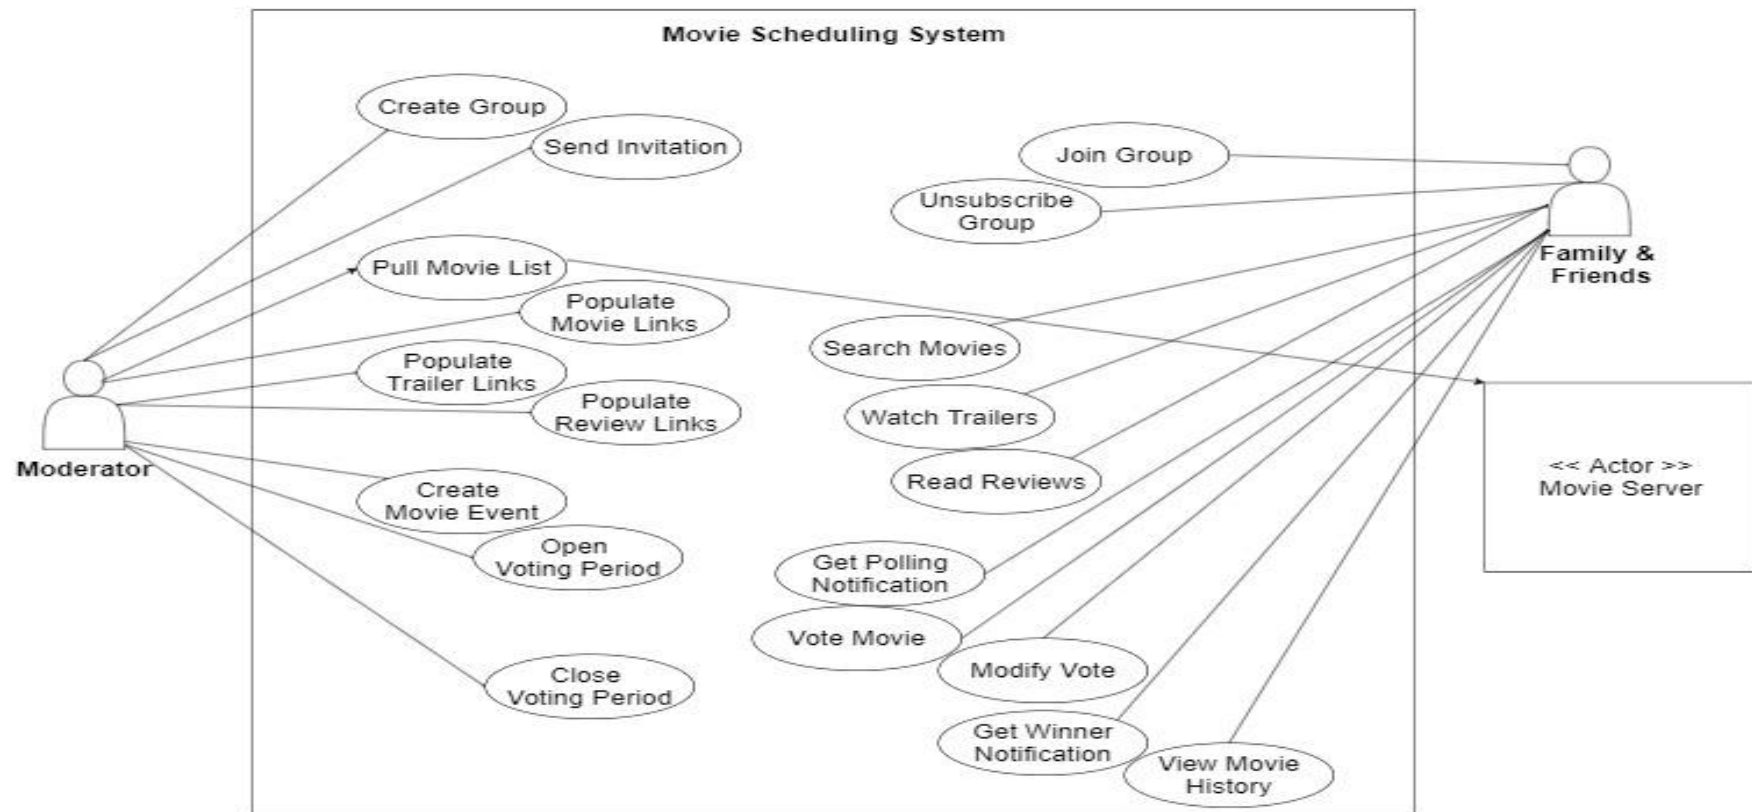 Movie Scheduling System
Create Group
Send Invitation
Join Group
Unsubscribe
Group
Family &
Friends
Pull Movie List
Populate
Movie Links
Search Movies
Populate
Trailer Links
Populate
Review Links
Watch Trailers
Moderator
Read Reviews
<< Actor >>
Movie Server
Create
Movie Event
Open
Voting Period
Get Polling
Notification
Vote Movie
Modify Vote
Close
Voting Period
Get Winner
Notification
View Movie
History